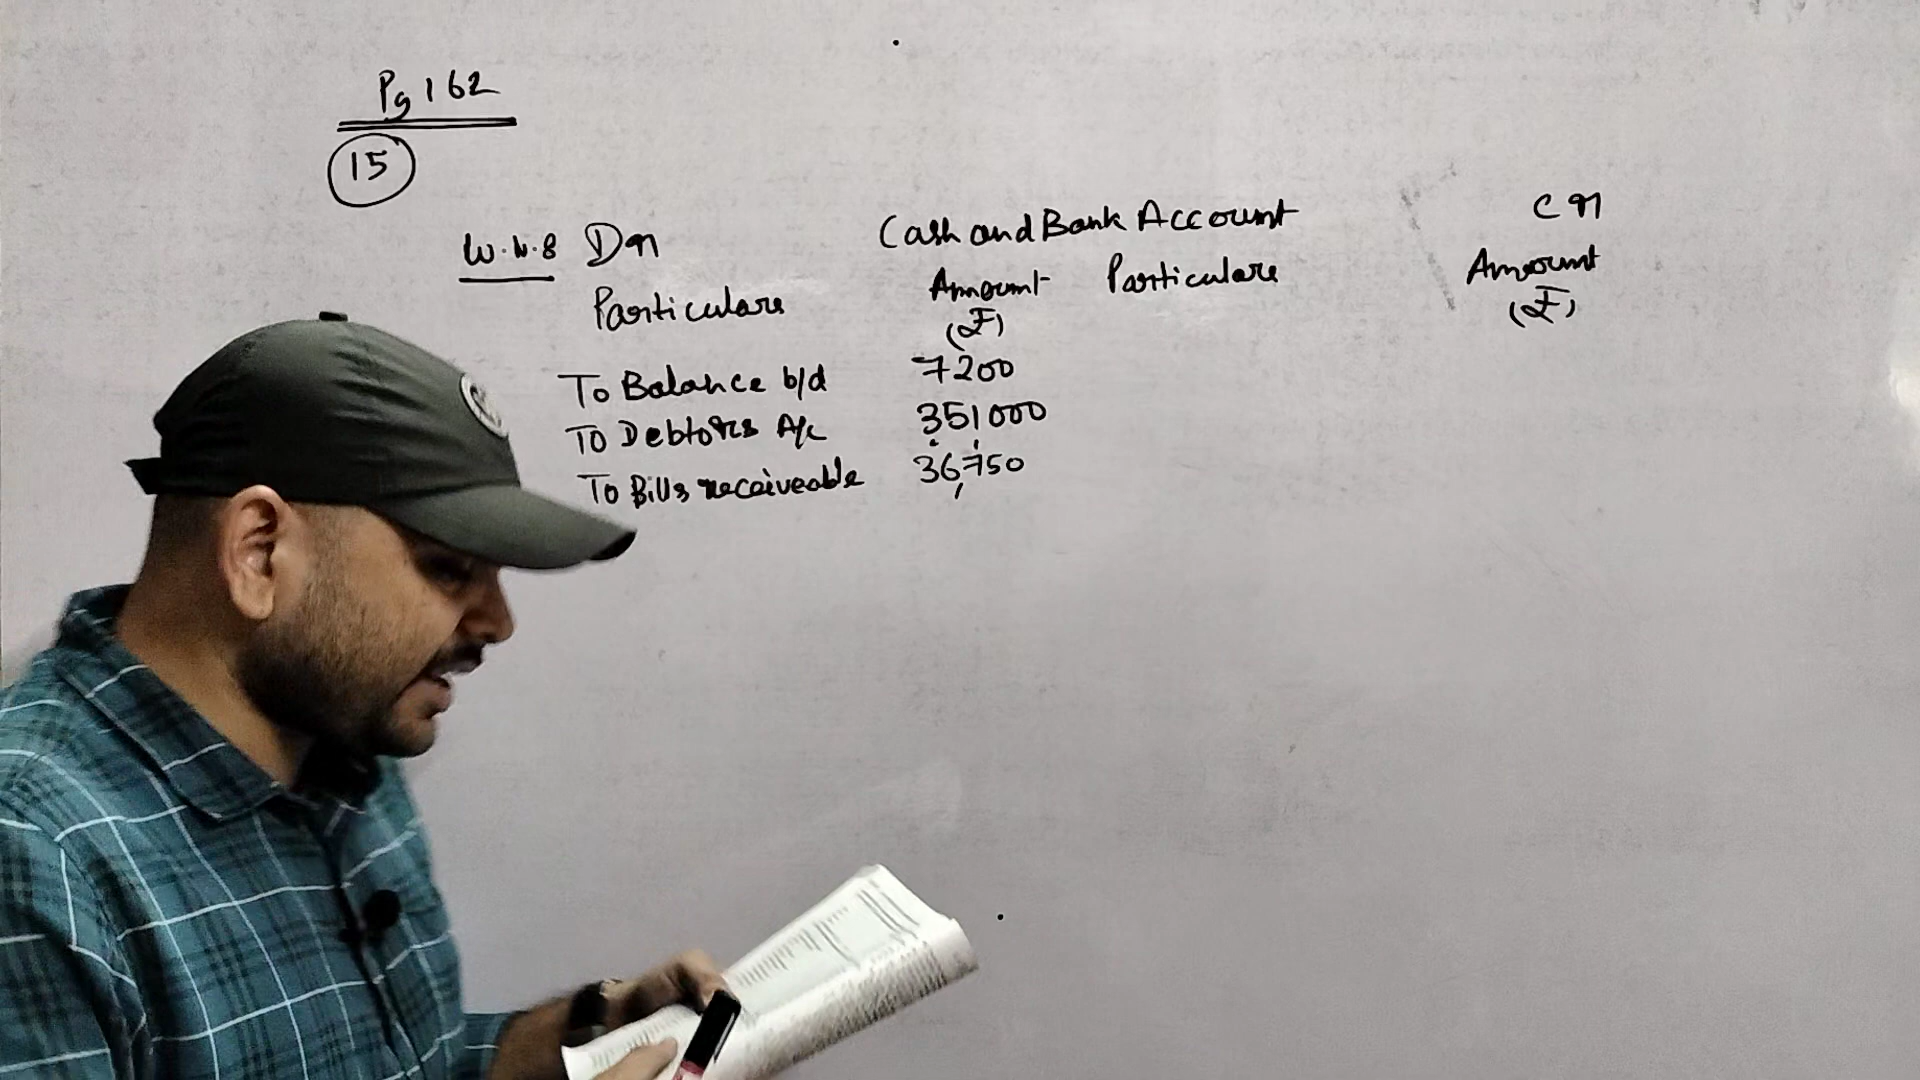 Pg 162
15
W.N.8 Dr Cash and Bank Account Cr
Particulars Amount Particulars Amount
(₹) (₹)
To Balance b/d 7200
To Debtors A/c 351000
To Bills receiveable 36,750